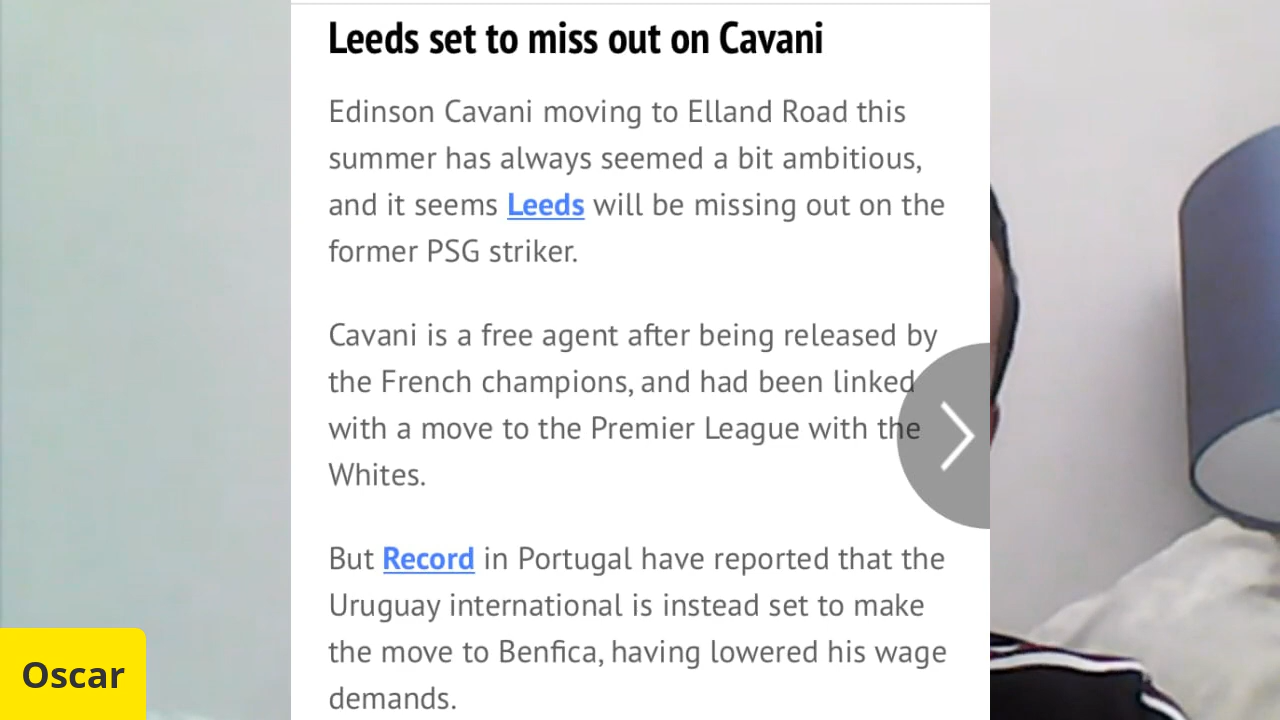 Leeds set to miss out on Cavani
Edinson Cavani moving to Elland Road this
summer has always seemed a bit ambitious,
and it seems Leeds will be missing out on the
former PSG striker.
Cavani is a free agent after being released by
the French champions, and had been linked
with a move to the Premier League with the
Whites.
But Record in Portugal have reported that the
Uruguay international is instead set to make
the move to Benfica, having lowered his wage
demands.
Oscar